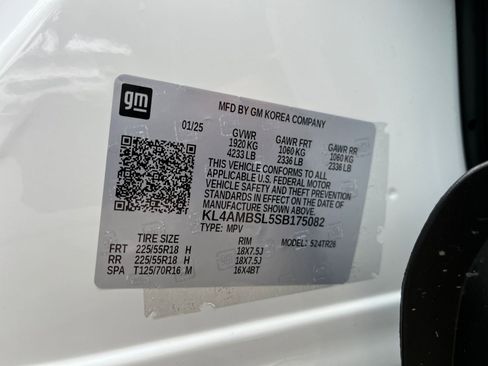 gm
MFD BY GM KOREA COMPANY
01/25 GVWR GAWR FRT GAWR RR
1920 KG 1060 KG 1060 KG
4233 LB 2336 LB 2336 LB
THIS VEHICLE CONFORMS TO ALL
APPLICABLE U.S. FEDERAL MOTOR
VEHICLE SAFETY AND THEFT PREVENTION
STANDARDS IN EFFECT ON THE DATE OF
MANUFACTURE SHOWN ABOVE.
KL4AMBSL5SB175082
TYPE: MPV
TIRE SIZE RIM MODEL: 524TR26
FRT 225/55R18 H 18X7.5J
RR 225/55R18 H 18X7.5J
SPA T125/70R16 M 16X4BT